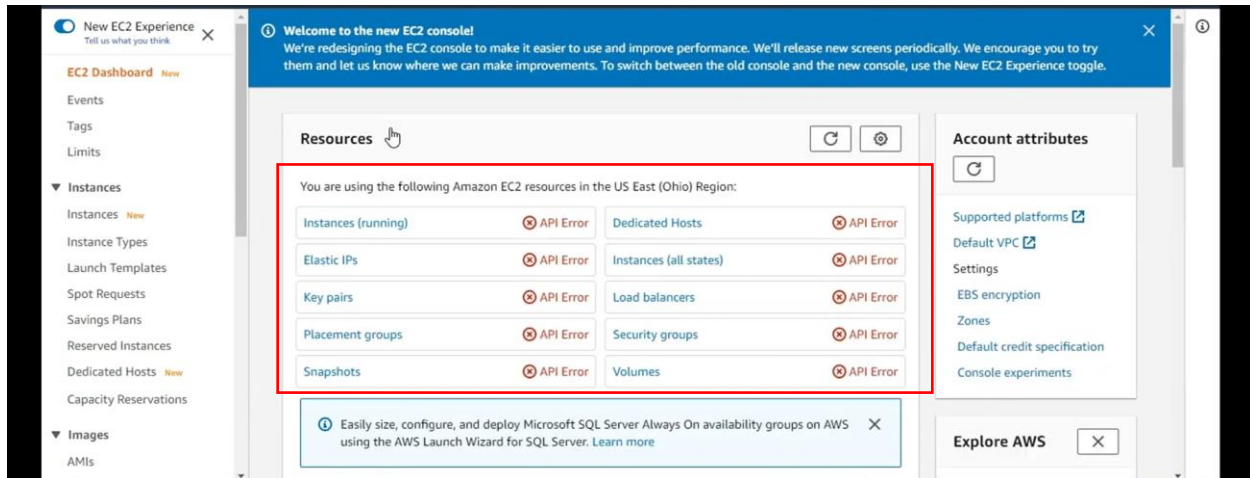 New EC2 Experience
Tell us what you think
EC2 Dashboard New
Events
Tags
Limits
Instances
Instances New
Instance Types
Launch Templates
Spot Requests
Savings Plans
Reserved Instances
Dedicated Hosts New
Capacity Reservations
Images
AMIs
Welcome to the new EC2 console!
We're redesigning the EC2 console to make it easier to use and improve performance. We'll release new screens periodically. We encourage you to try
them and let us know where we can make improvements. To switch between the old console and the new console, use the New EC2 Experience toggle.
Resources
You are using the following Amazon EC2 resources in the US East (Ohio) Region:
Instances (running) API Error Dedicated Hosts API Error
Elastic IPs API Error Instances (all states) API Error
Key pairs API Error Load balancers API Error
Placement groups API Error Security groups API Error
Snapshots API Error Volumes API Error
Easily size, configure, and deploy Microsoft SQL Server Always On availability groups on AWS
using the AWS Launch Wizard for SQL Server. Learn more
Account attributes
Supported platforms
Default VPC
Settings
EBS encryption
Zones
Default credit specification
Console experiments
Explore AWS